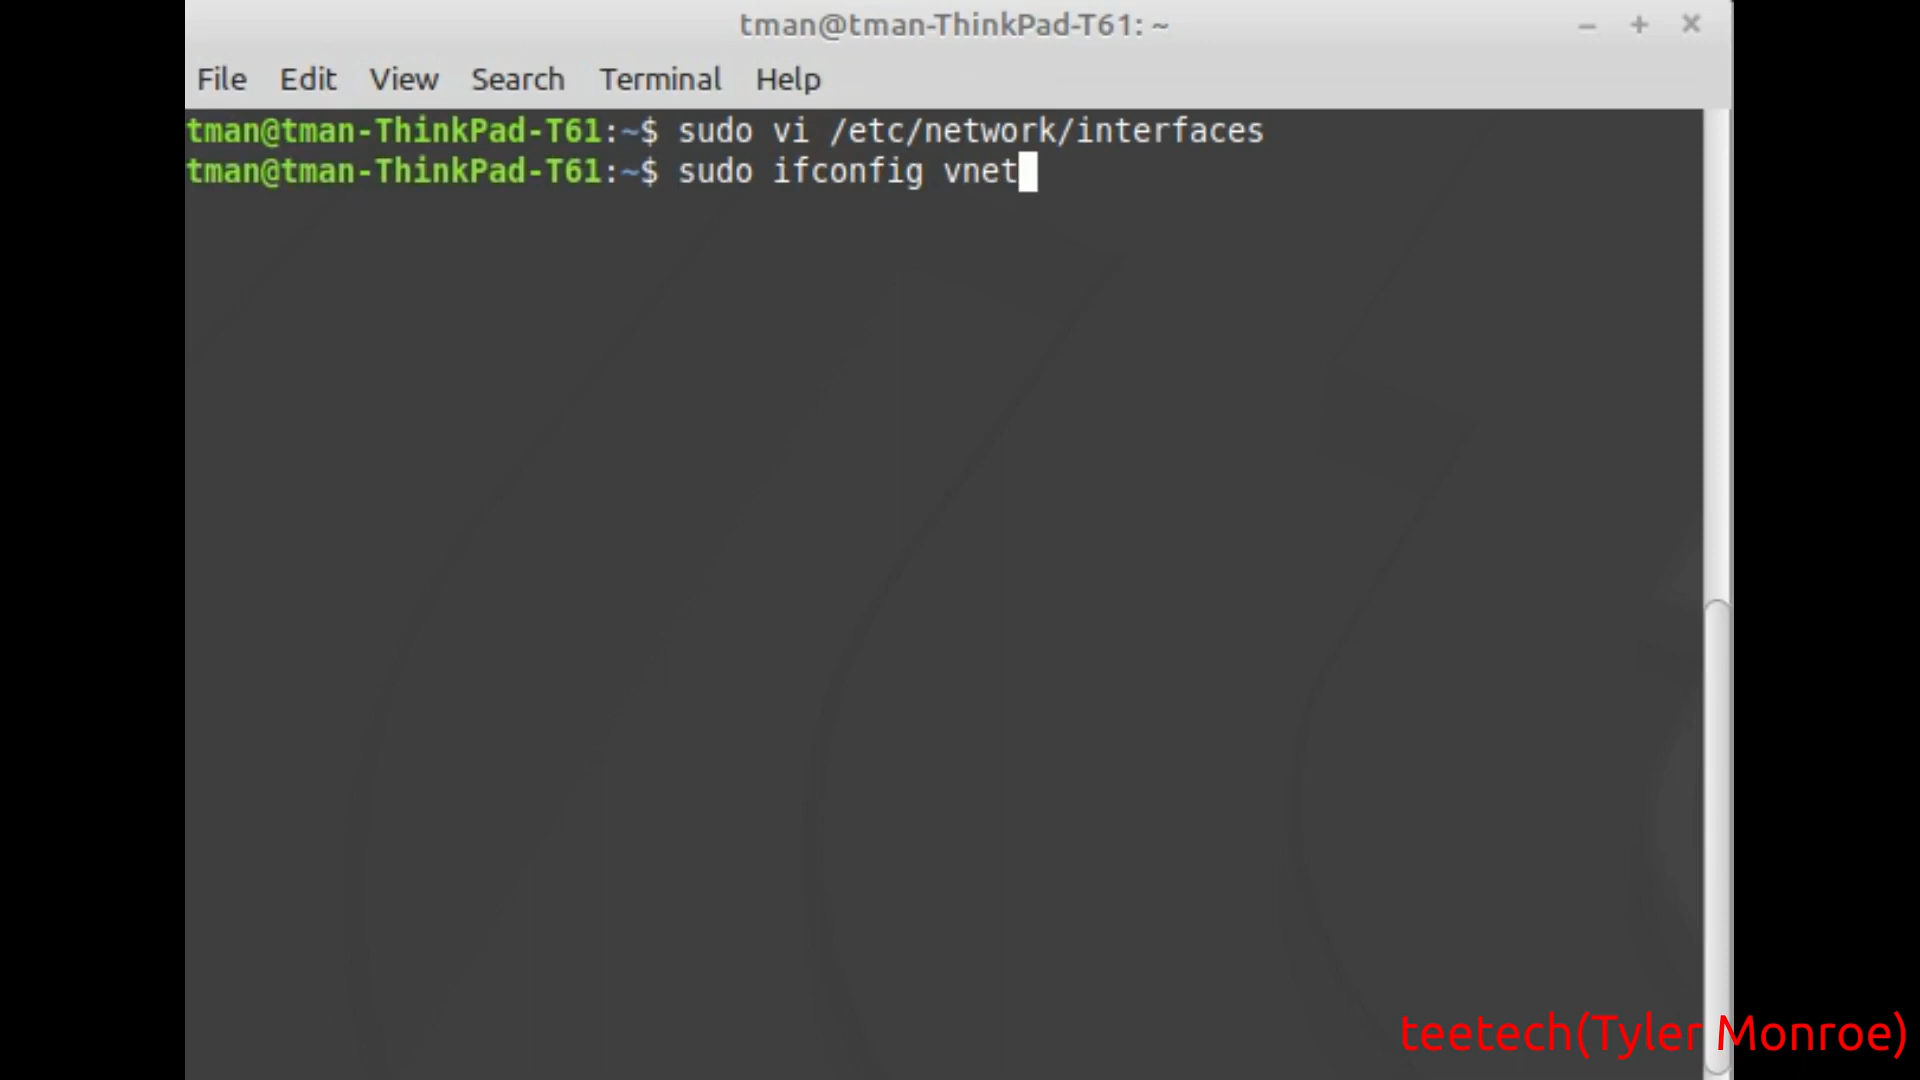 tman@tman-ThinkPad-T61: ~
File Edit View Search Terminal Help
tman@tman-ThinkPad-T61:~$ sudo vi /etc/network/interfaces
tman@tman-ThinkPad-T61:~$ sudo ifconfig vnet
teetech(Tyler Monroe)